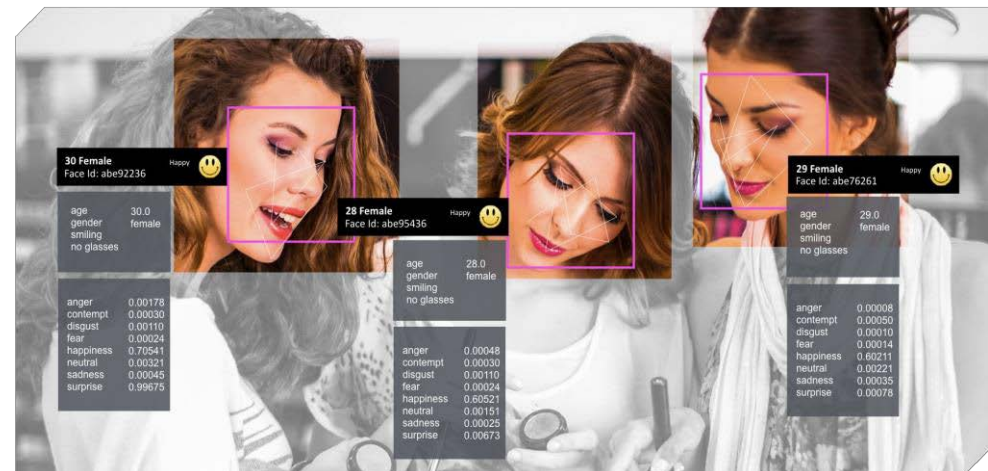 30 Female Happy
Face Id: abe92236
age 30.0
gender female
smiling
no glasses
anger 0.00178
contempt 0.00030
disgust 0.00110
fear 0.00024
happiness 0.70541
neutral 0.00321
sadness 0.00045
surprise 0.99675
28 Female Happy
Face Id: abe95436
age 28.0
gender female
smiling
no glasses
anger 0.00048
contempt 0.00030
disgust 0.00110
fear 0.00024
happiness 0.60521
neutral 0.00151
sadness 0.00025
surprise 0.00673
29 Female Happy
Face Id: abe76261
age 29.0
gender female
smiling
no glasses
anger 0.00008
contempt 0.00050
disgust 0.00010
fear 0.00014
happiness 0.60211
neutral 0.00221
sadness 0.00035
surprise 0.00078